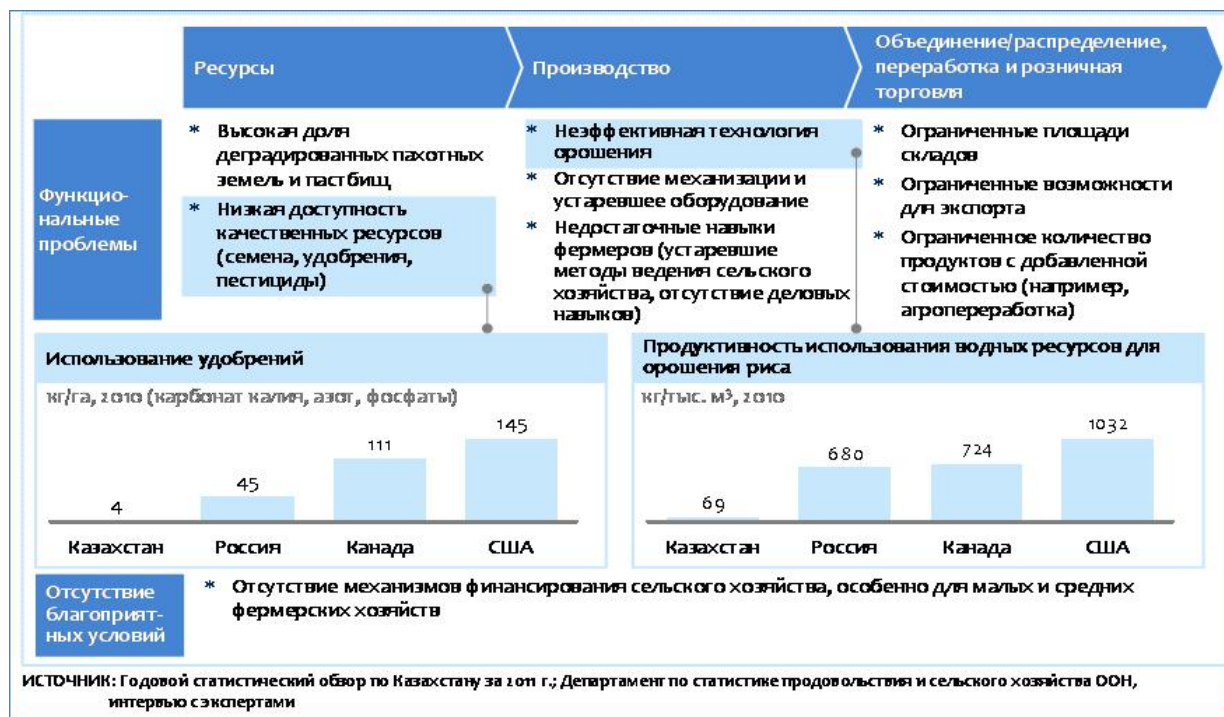 Ресурсы
Производство
Объединение/распределение,
переработка и розничная
торговля
Функцио-
нальные
проблемы
* Высокая доля
деградированных пахотных
земель и пастбищ
* Низкая доступность
качественных ресурсов
(семена, удобрения,
пестициды)
* Неэффективная технология
орошения
* Отсутствие механизации и
устаревшее оборудование
* Недостаточные навыки
фермеров (устаревшие
методы ведения сельского
хозяйства, отсутствие деловых
навыков)
* Ограниченные площади
складов
* Ограниченные возможности
для экспорта
* Ограниченное количество
продуктов с добавленной
стоимостью (например,
агропереработка)
Использование удобрений
кг/га, 2010 (карбонат калия, азот, фосфаты)
4
45
111
145
Казахстан
Россия
Канада
США
Продуктивность использования водных ресурсов для
орошения риса
кг/тыс. м³, 2010
69
680
724
1032
Казахстан
Россия
Канада
США
Отсутствие
благоприят-
ных условий
* Отсутствие механизмов финансирования сельского хозяйства, особенно для малых и средних
фермерских хозяйств
ИСТОЧНИК: Годовой статистический обзор по Казахстану за 2011 г.; Департамент по статистике продовольствия и сельского хозяйства ООН,
интервью с экспертами